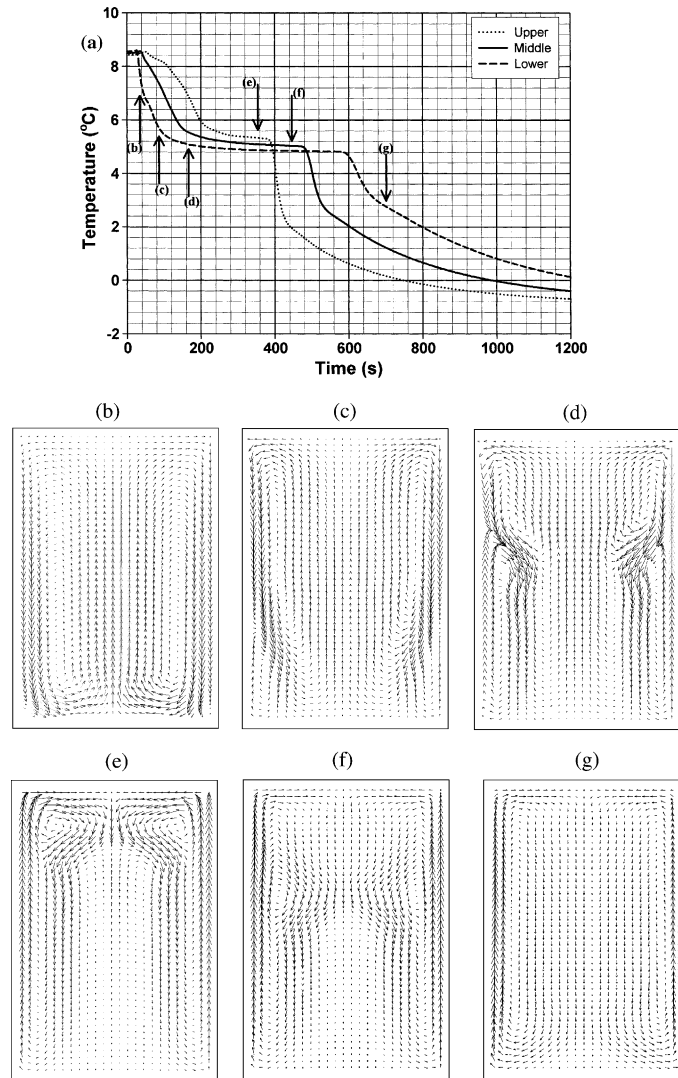 (a)
Upper
Middle
Lower
10
8
6
4
2
0
-2
Temperature (°C)
(b)
(c)
(d)
(e)
(f)
(g)
0 200 400 600 800 1000 1200
Time (s)
(b) (c) (d)
(e) (f) (g)